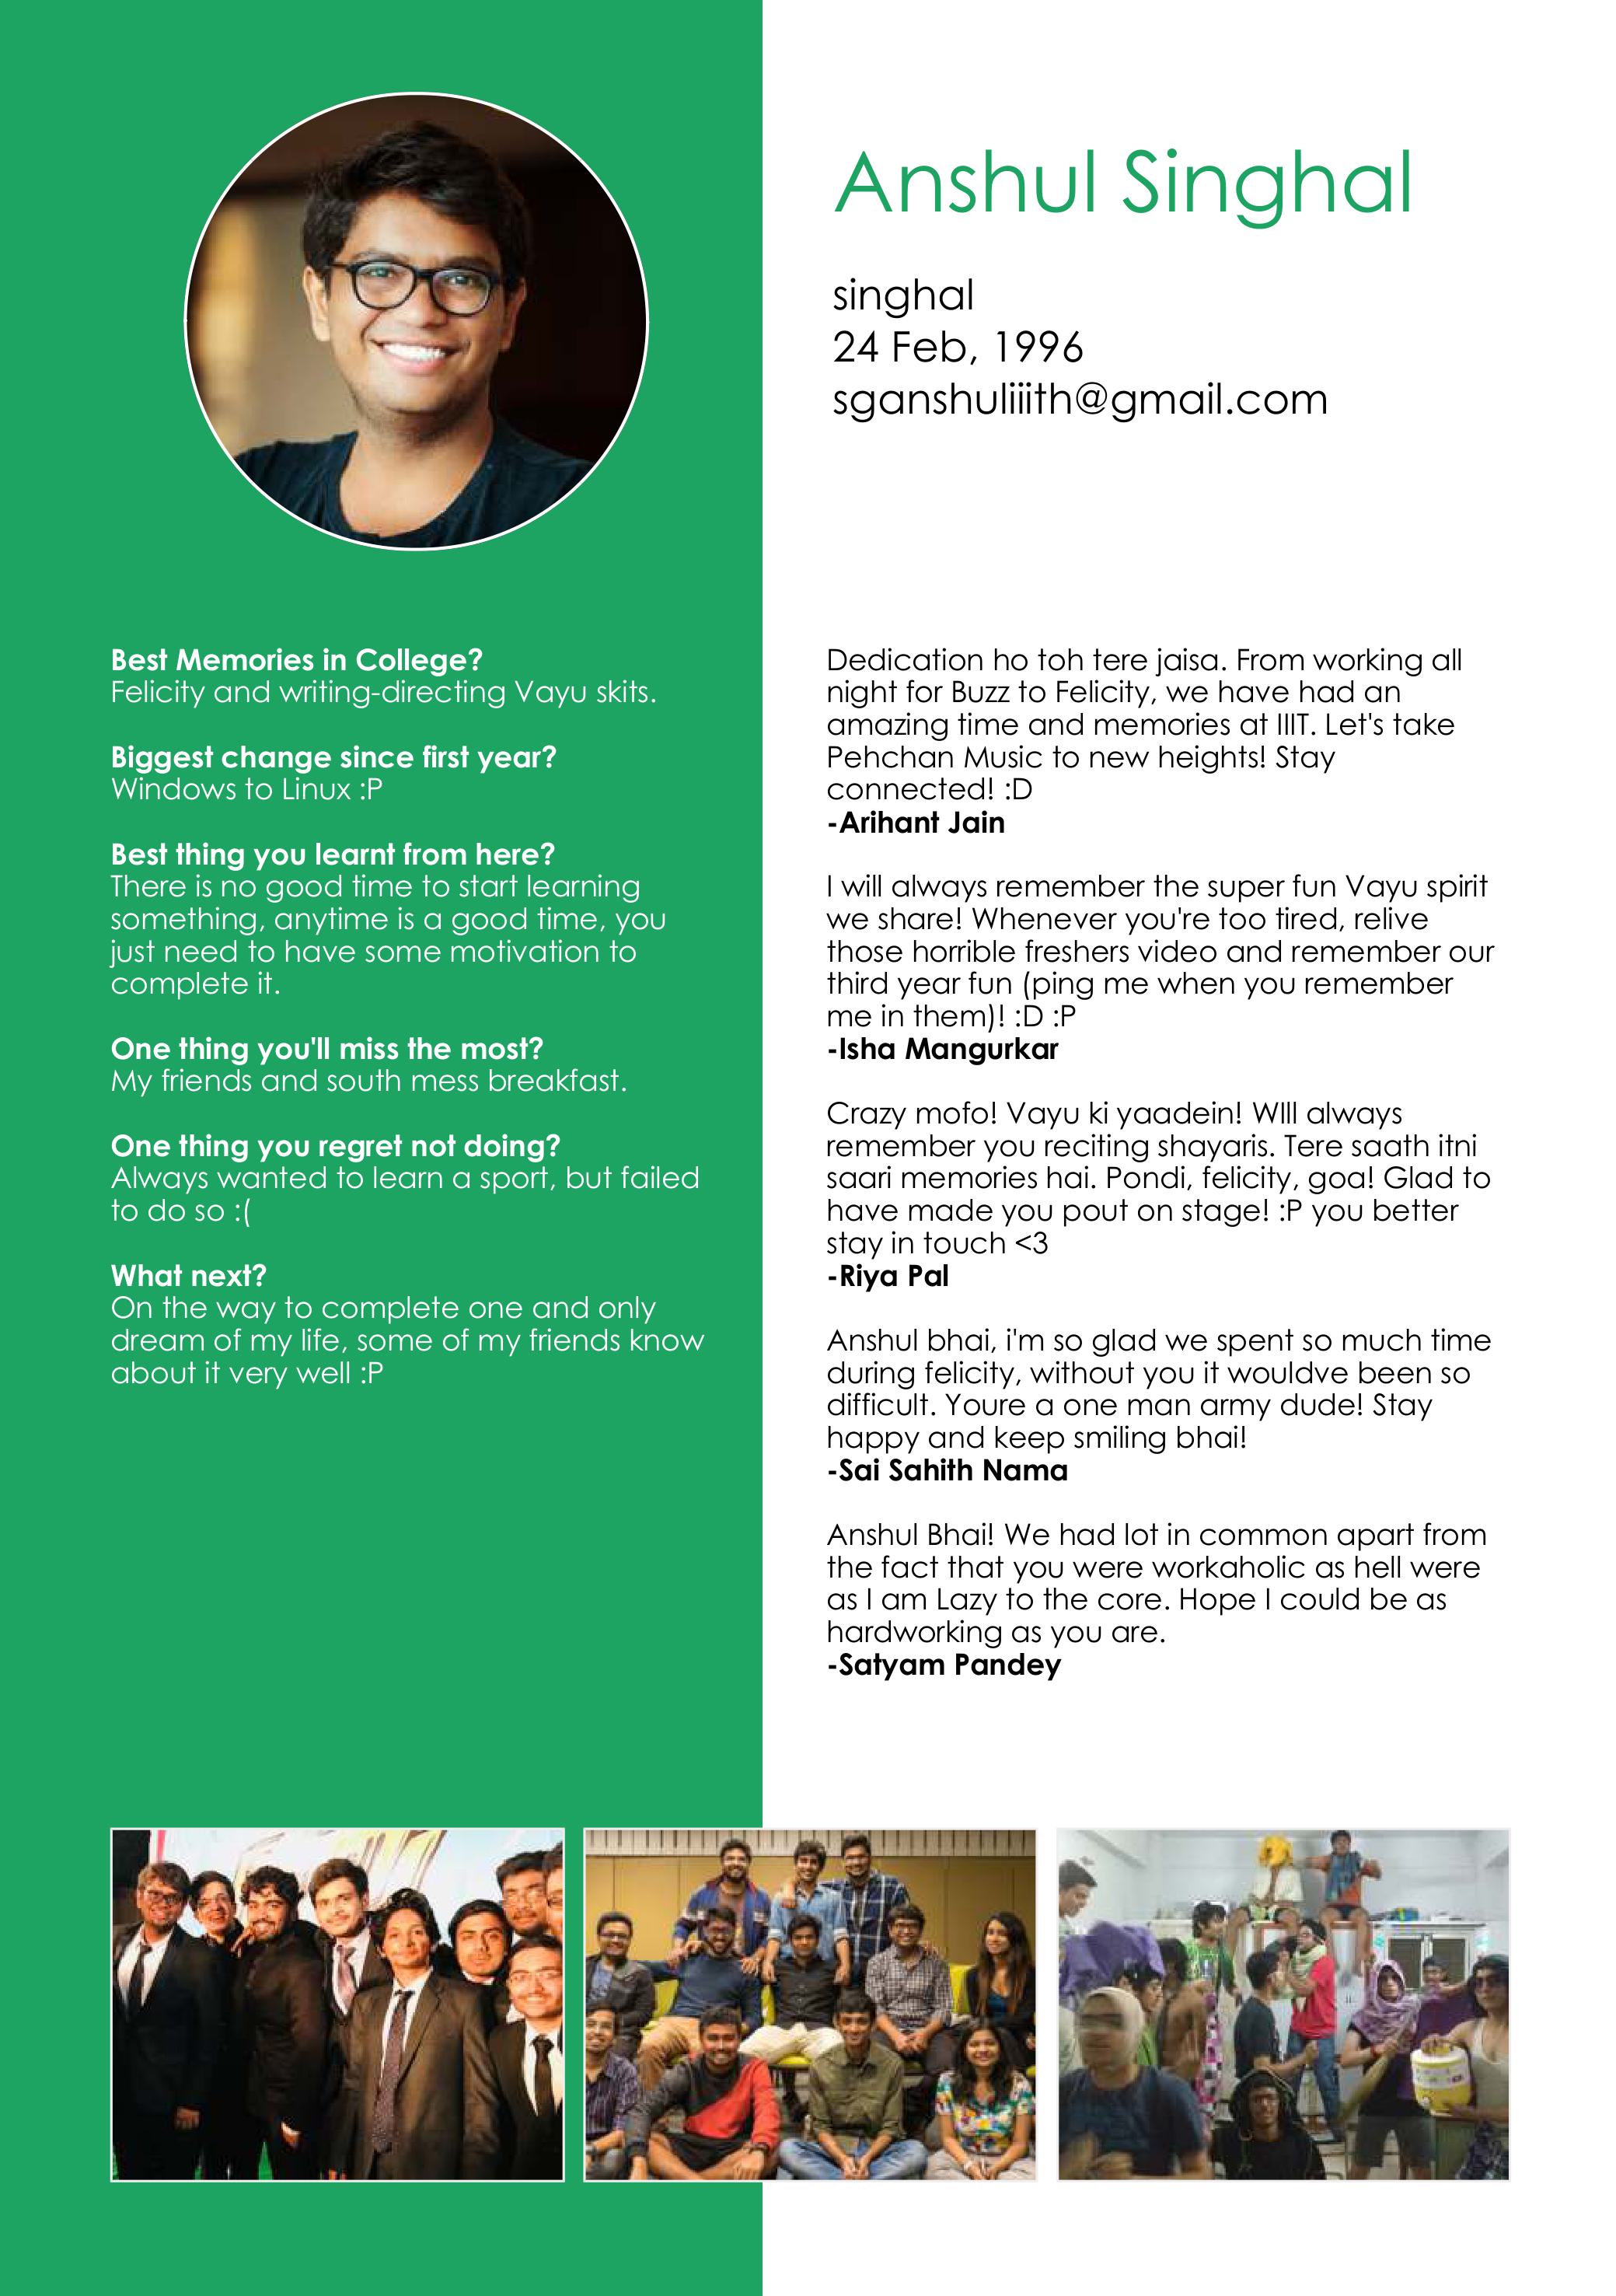 Anshul Singhal
singhal
24 Feb, 1996
sganshuliiith@gmail.com
Best Memories in College?
Felicity and writing-directing Vayu skits.
Biggest change since first year?
Windows to Linux :P
Best thing you learnt from here?
There is no good time to start learning
something, anytime is a good time, you
just need to have some motivation to
complete it.
One thing you'll miss the most?
My friends and south mess breakfast.
One thing you regret not doing?
Always wanted to learn a sport, but failed
to do so :(
What next?
On the way to complete one and only
dream of my life, some of my friends know
about it very well :P
Dedication ho toh tere jaisa. From working all
night for Buzz to Felicity, we have had an
amazing time and memories at IIIT. Let's take
Pehchan Music to new heights! Stay
connected! :D
-Arihant Jain
I will always remember the super fun Vayu spirit
we share! Whenever you're too tired, relive
those horrible freshers video and remember our
third year fun (ping me when you remember
me in them)! :D :P
-Isha Mangurkar
Crazy mofo! Vayu ki yaadein! WIll always
remember you reciting shayaris. Tere saath itni
saari memories hai. Pondi, felicity, goa! Glad to
have made you pout on stage! :P you better
stay in touch <3
-Riya Pal
Anshul bhai, i'm so glad we spent so much time
during felicity, without you it wouldve been so
difficult. Youre a one man army dude! Stay
happy and keep smiling bhai!
-Sai Sahith Nama
Anshul Bhai! We had lot in common apart from
the fact that you were workaholic as hell were
as I am Lazy to the core. Hope I could be as
hardworking as you are.
-Satyam Pandey